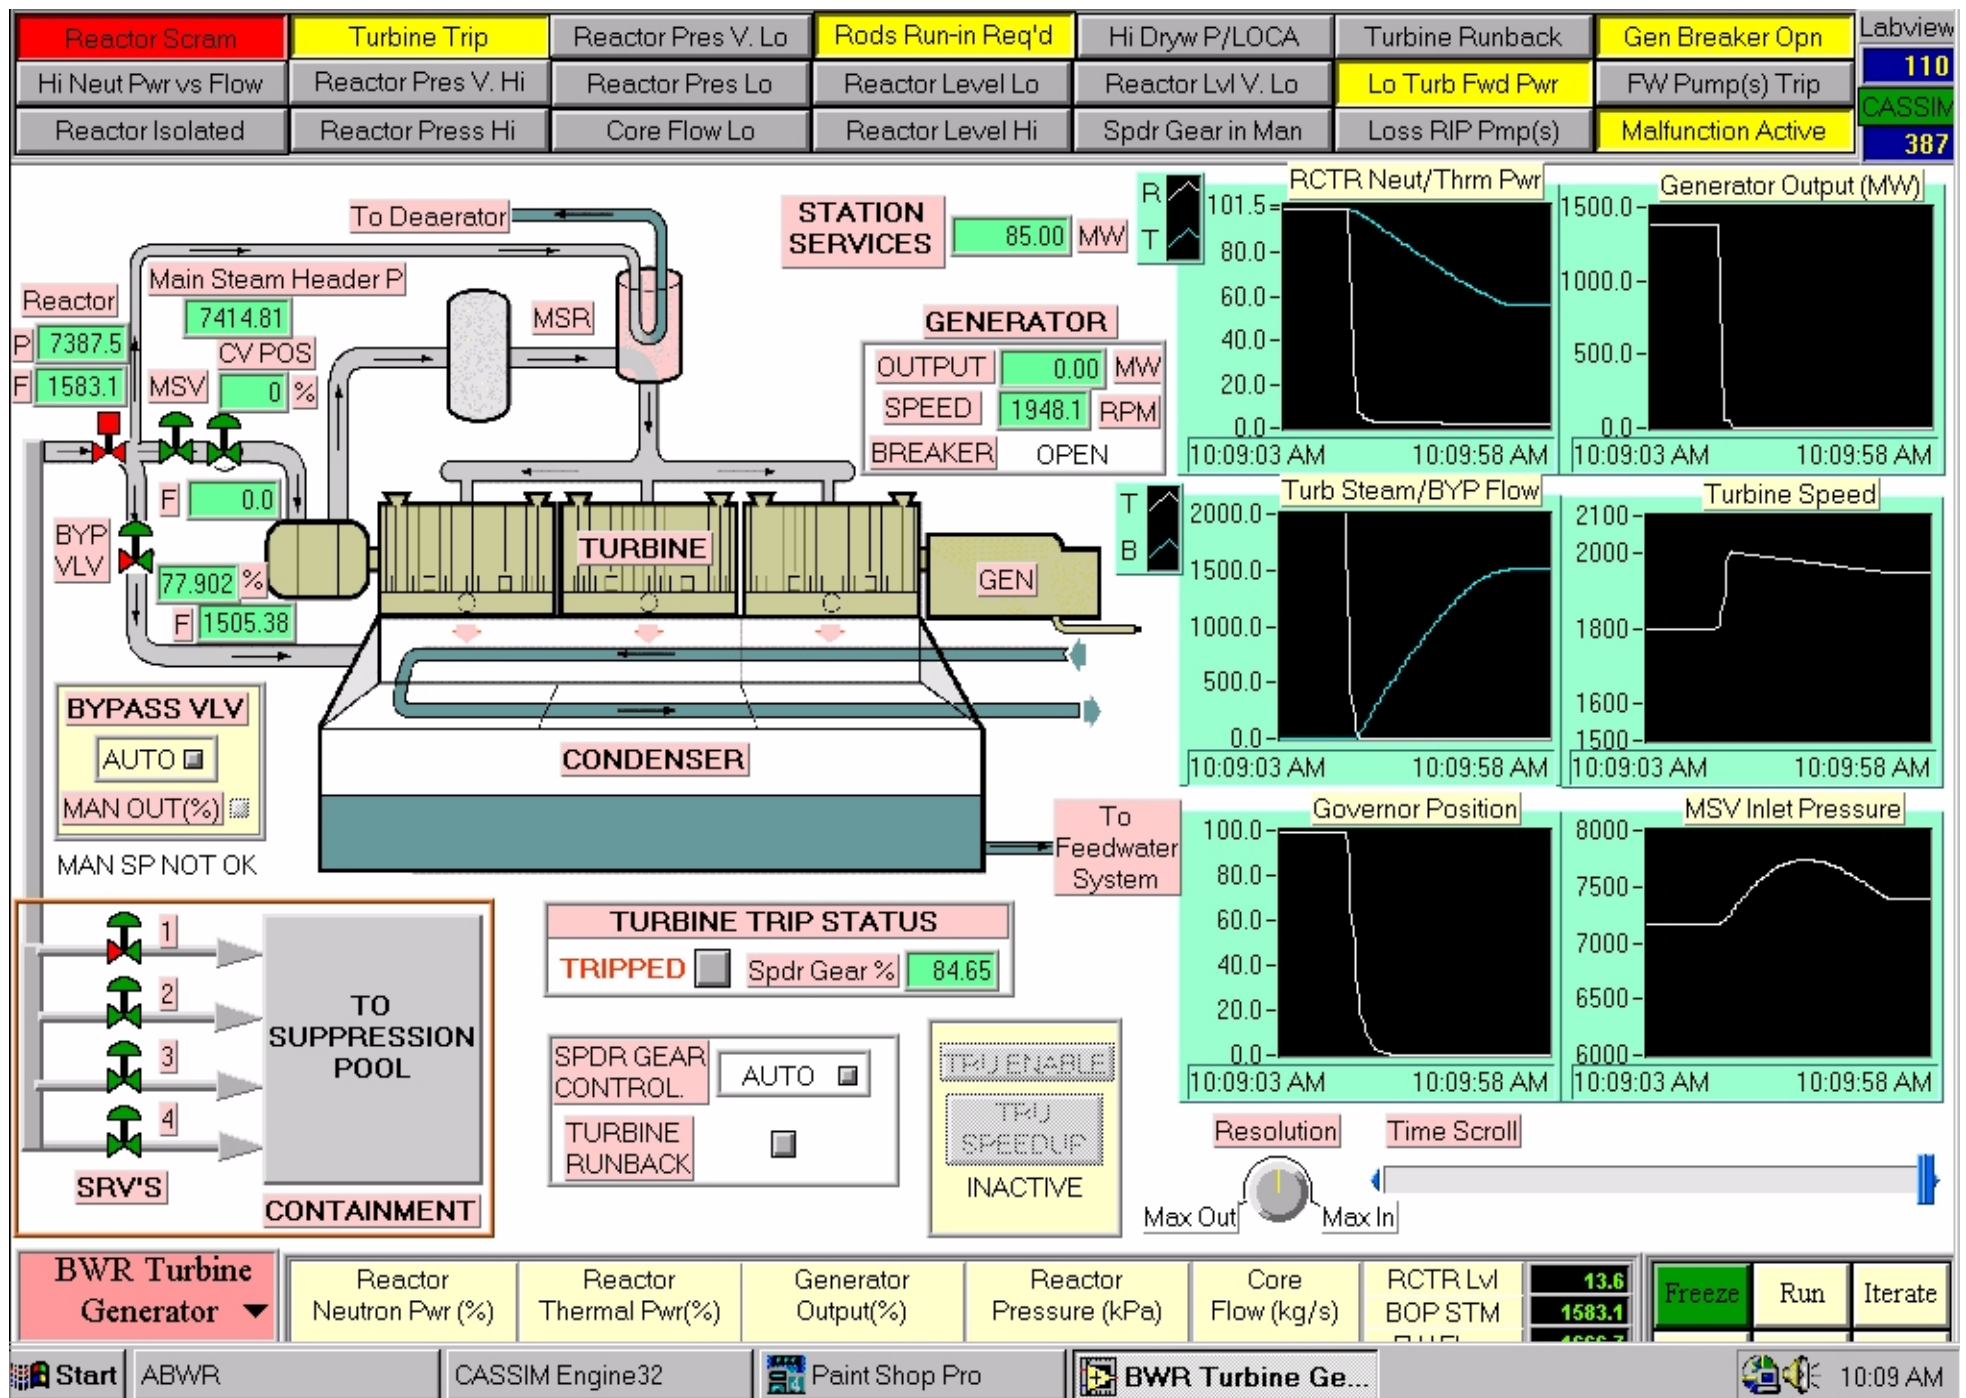 Reactor Scram
Turbine Trip
Reactor Pres V. Lo
Rods Run-in Req'd
Hi Dryw P/LOCA
Turbine Runback
Gen Breaker Opn
Labview
Hi Neut Pwr vs Flow
Reactor Pres V. Hi
Reactor Pres Lo
Reactor Level Lo
Reactor Lvl V. Lo
Lo Turb Fwd Pwr
FW Pump(s) Trip
110
CASSIM
Reactor Isolated
Reactor Press Hi
Core Flow Lo
Reactor Level Hi
Spdr Gear in Man
Loss RIP Pmp(s)
Malfunction Active
387
To Deaerator
Main Steam Header P
7414.81
Reactor
P 7387.5
F 1583.1
CV POS
MSV
0 %
MSR
F 0.0
BYP
VLV
77.902 %
F 1505.38
TURBINE
GEN
CONDENSER
STATION
SERVICES
85.00 MW
GENERATOR
OUTPUT 0.00 MW
SPEED 1948.1 RPM
BREAKER OPEN
To
Feedwater
System
BYPASS VLV
AUTO
MAN OUT(%)
MAN SP NOT OK
1
2
3
4
TO
SUPPRESSION
POOL
SRV'S
CONTAINMENT
TURBINE TRIP STATUS
TRIPPED
Spdr Gear % 84.65
SPDR GEAR
CONTROL.
AUTO
TURBINE
RUNBACK
TRU ENABLE
TRU
SPEEDUP
INACTIVE
R
T
RCTR Neut/Thrm Pwr
101.5
80.0
60.0
40.0
20.0
0.0
10:09:03 AM 10:09:58 AM
Generator Output (MW)
1500.0
1000.0
500.0
0.0
10:09:03 AM 10:09:58 AM
T
B
Turb Steam/BYP Flow
2000.0
1500.0
1000.0
500.0
0.0
10:09:03 AM 10:09:58 AM
Turbine Speed
2100
2000
1800
1600
1500
10:09:03 AM 10:09:58 AM
Governor Position
100.0
80.0
60.0
40.0
20.0
0.0
10:09:03 AM 10:09:58 AM
MSV Inlet Pressure
8000
7500
7000
6500
6000
10:09:03 AM 10:09:58 AM
Resolution
Max Out
Max In
Time Scroll
BWR Turbine
Generator
Reactor
Neutron Pwr (%)
Reactor
Thermal Pwr(%)
Generator
Output(%)
Reactor
Pressure (kPa)
Core
Flow (kg/s)
RCTR Lvl 13.6
BOP STM 1583.1
Freeze
Run
Iterate
Start
ABWR
CASSIM Engine32
Paint Shop Pro
BWR Turbine Ge...
10:09 AM